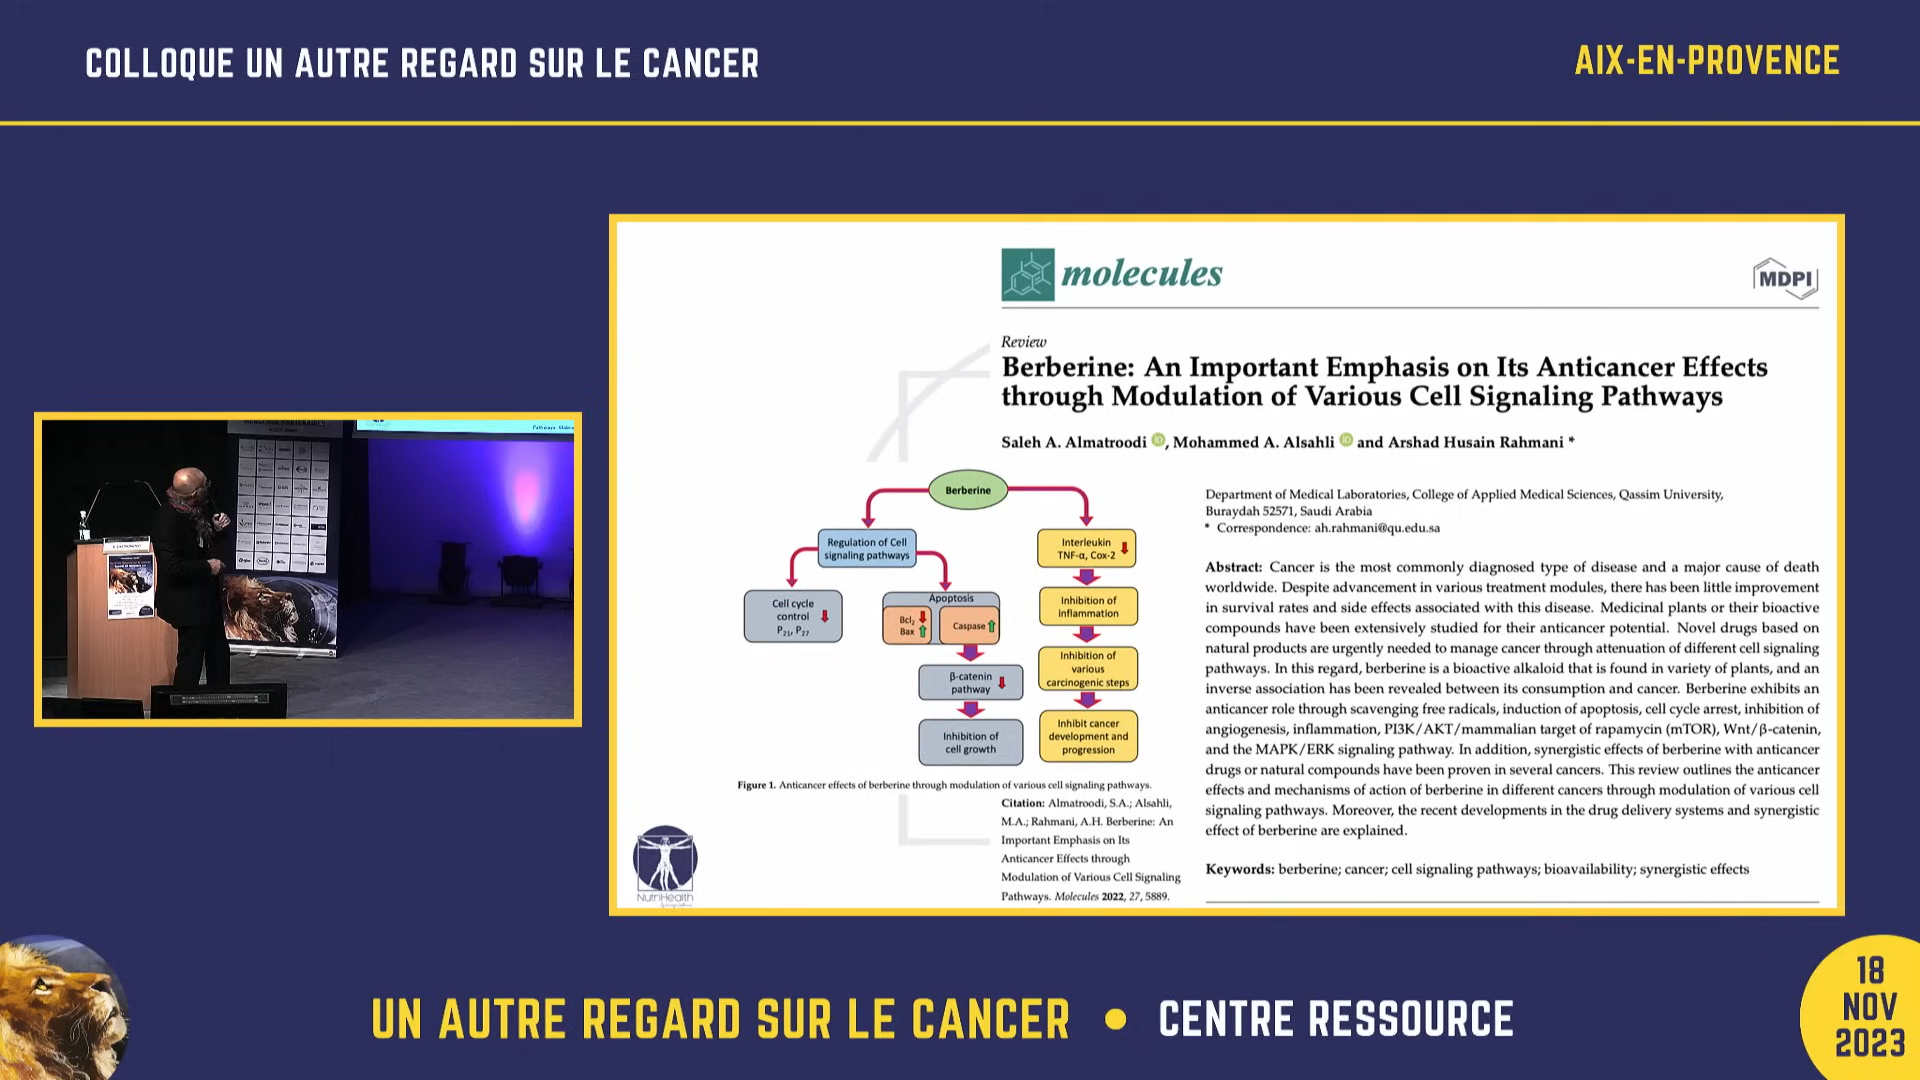 COLLOQUE UN AUTRE REGARD SUR LE CANCER
AIX-EN-PROVENCE
molecules
MDPI
Review
Berberine: An Important Emphasis on Its Anticancer Effects
through Modulation of Various Cell Signaling Pathways
Saleh A. Almatroodi, Mohammed A. Alsahli and Arshad Husain Rahmani *
Berberine
Regulation of Cell
signaling pathways
Cell cycle
control
P21, P27
Apoptosis
Bcl2
Bax
Caspase
β-catenin
pathway
Inhibition of
cell growth
Interleukin
TNF-α, Cox-2
Inhibition of
inflammation
Inhibition of
various
carcinogenic steps
Inhibit cancer
development and
progression
Figure 1. Anticancer effects of berberine through modulation of various cell signaling pathways.
Citation: Almatroodi, S.A.; Alsahli,
M.A.; Rahmani, A.H. Berberine: An
Important Emphasis on Its
Anticancer Effects through
Modulation of Various Cell Signaling
Pathways. Molecules 2022, 27, 5889.
Department of Medical Laboratories, College of Applied Medical Sciences, Qassim University,
Buraydah 52571, Saudi Arabia
* Correspondence: ah.rahmani@qu.edu.sa
Abstract: Cancer is the most commonly diagnosed type of disease and a major cause of death
worldwide. Despite advancement in various treatment modules, there has been little improvement
in survival rates and side effects associated with this disease. Medicinal plants or their bioactive
compounds have been extensively studied for their anticancer potential. Novel drugs based on
natural products are urgently needed to manage cancer through attenuation of different cell signaling
pathways. In this regard, berberine is a bioactive alkaloid that is found in variety of plants, and an
inverse association has been revealed between its consumption and cancer. Berberine exhibits an
anticancer role through scavenging free radicals, induction of apoptosis, cell cycle arrest, inhibition of
angiogenesis, inflammation, PI3K/AKT/mammalian target of rapamycin (mTOR), Wnt/β-catenin,
and the MAPK/ERK signaling pathway. In addition, synergistic effects of berberine with anticancer
drugs or natural compounds have been proven in several cancers. This review outlines the anticancer
effects and mechanisms of action of berberine in different cancers through modulation of various cell
signaling pathways. Moreover, the recent developments in the drug delivery systems and synergistic
effect of berberine are explained.
Keywords: berberine; cancer; cell signaling pathways; bioavailability; synergistic effects
NutriHealth
UN AUTRE REGARD SUR LE CANCER • CENTRE RESSOURCE
18
NOV
2023